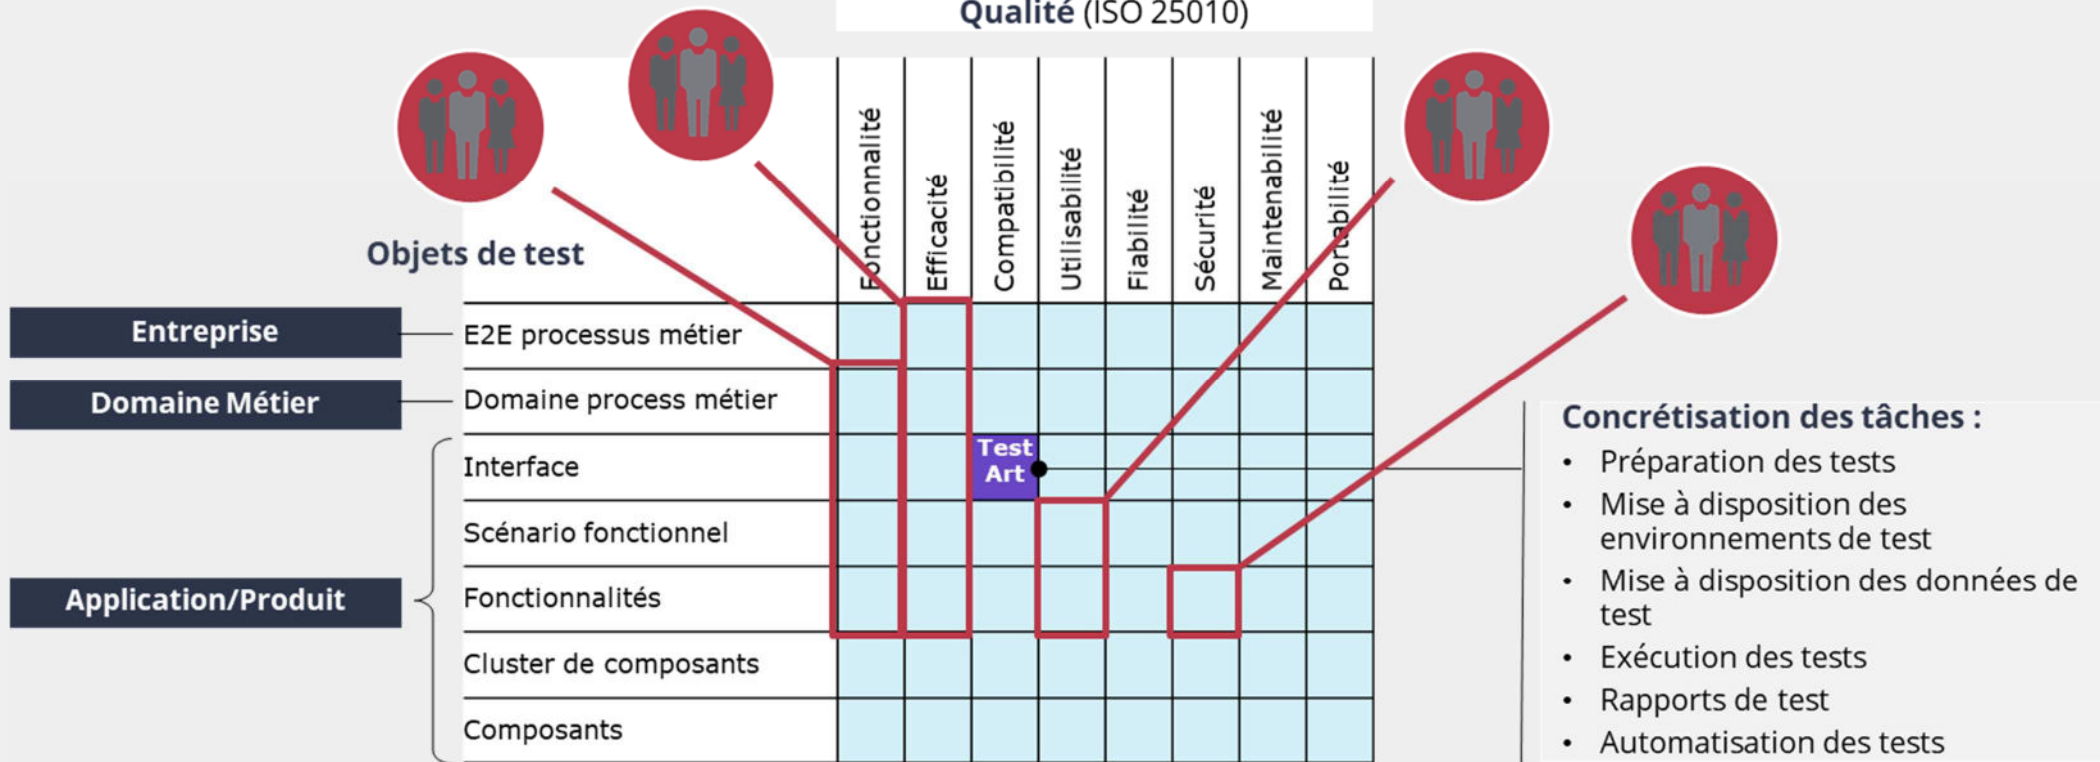 Qualité (ISO 25010)
Fonctionnalité
Efficacité
Compatibilité
Utilisabilité
Fiabilité
Sécurité
Maintenabilité
Portabilité
Objets de test
Entreprise
E2E processus métier
Domaine Métier
Domaine process métier
Interface
Test
Art
Scénario fonctionnel
Application/Produit
Fonctionnalités
Cluster de composants
Composants
Concrétisation des tâches :
• Préparation des tests
• Mise à disposition des
environnements de test
• Mise à disposition des données de
test
• Exécution des tests
• Rapports de test
• Automatisation des tests